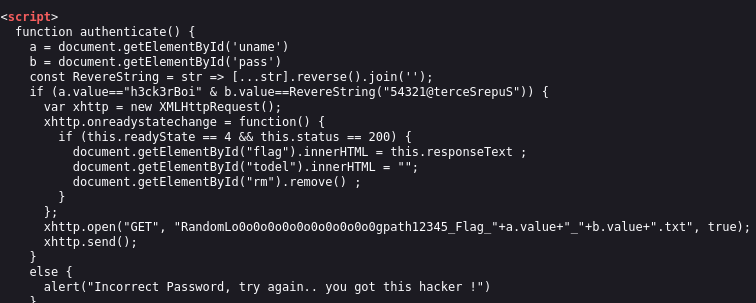 <script>
function authenticate() {
a = document.getElementById('uname')
b = document.getElementById('pass')
const RevereString = str => [...str].reverse().join('');
if (a.value=="h3ck3rBoi" & b.value==RevereString("54321@terceSrepuS")) {
var xhttp = new XMLHttpRequest();
xhttp.onreadystatechange = function() {
if (this.readyState == 4 && this.status == 200) {
document.getElementById("flag").innerHTML = this.responseText ;
document.getElementById("todel").innerHTML = "";
document.getElementById("rm").remove() ;
}
};
xhttp.open("GET", "RandomLo0o0o0o0o0o0o0o0o0o0gpath12345_Flag_"+a.value+"_"+b.value+".txt", true);
xhttp.send();
}
else {
alert("Incorrect Password, try again.. you got this hacker !")
}